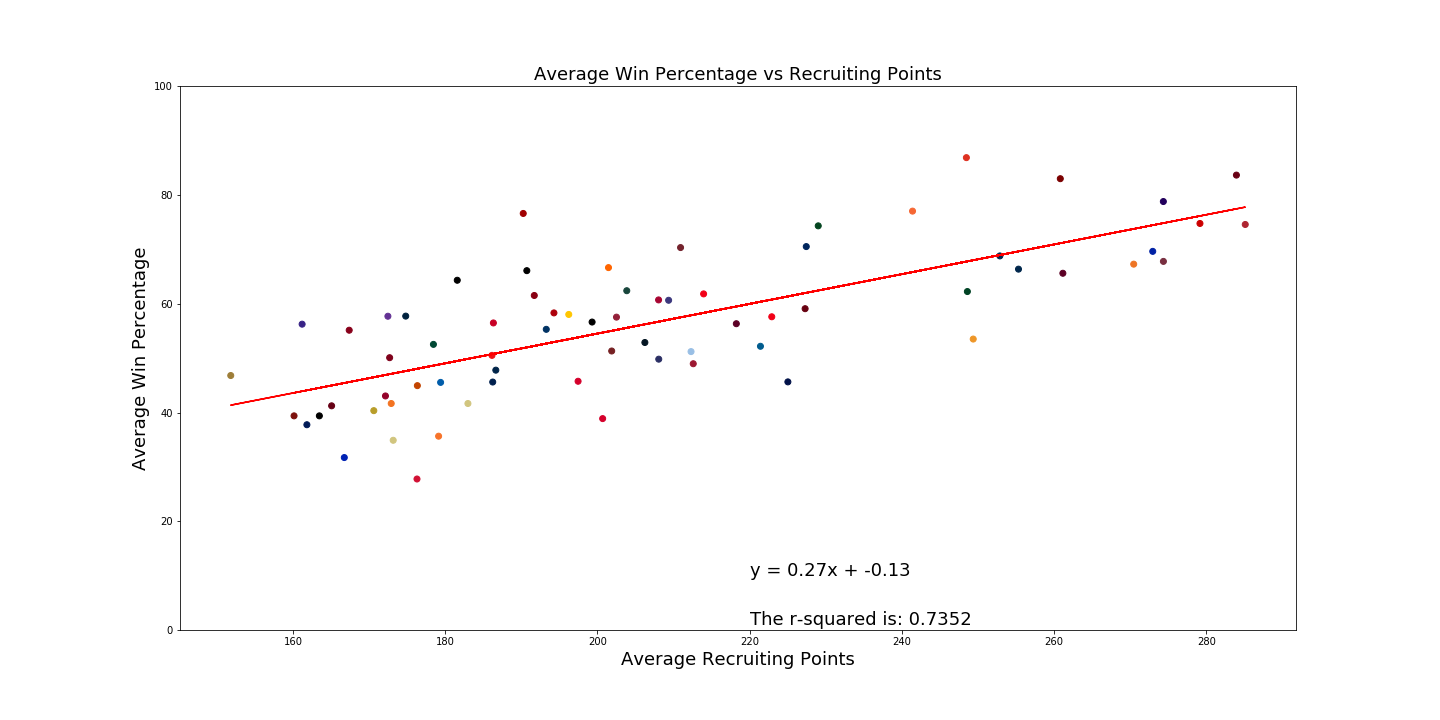 Average Win Percentage vs Recruiting Points
100
80
60
40
20
0
Average Win Percentage
y = 0.27x + -0.13
The r-squared is: 0.7352
160 180 200 220 240 260 280
Average Recruiting Points